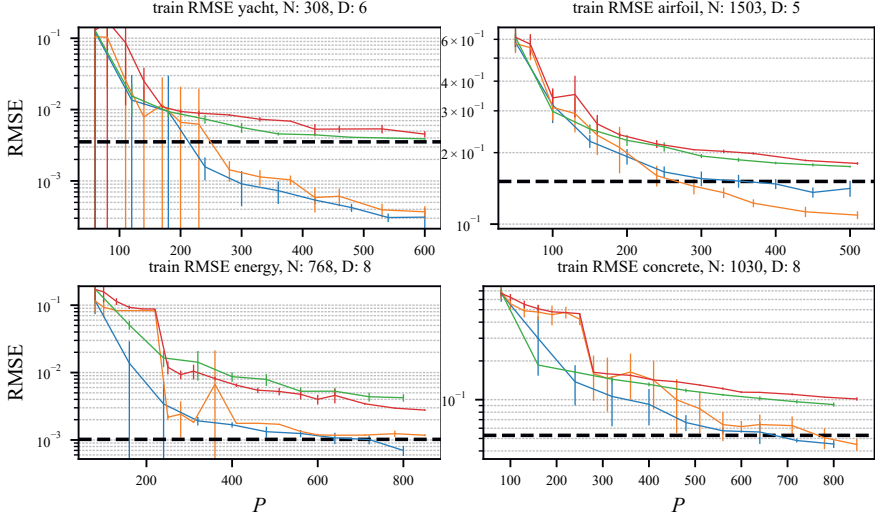 train RMSE yacht, N: 308, D: 6
train RMSE airfoil, N: 1503, D: 5
RMSE
10⁻¹
10⁻²
10⁻³
100 200 300 400 500 600
6 × 10⁻¹
4 × 10⁻¹
3 × 10⁻¹
2 × 10⁻¹
10⁻¹
100 200 300 400 500
train RMSE energy, N: 768, D: 8
train RMSE concrete, N: 1030, D: 8
RMSE
10⁻¹
10⁻²
10⁻³
200 400 600 800
P
10⁻¹
100 200 300 400 500 600 700 800
P